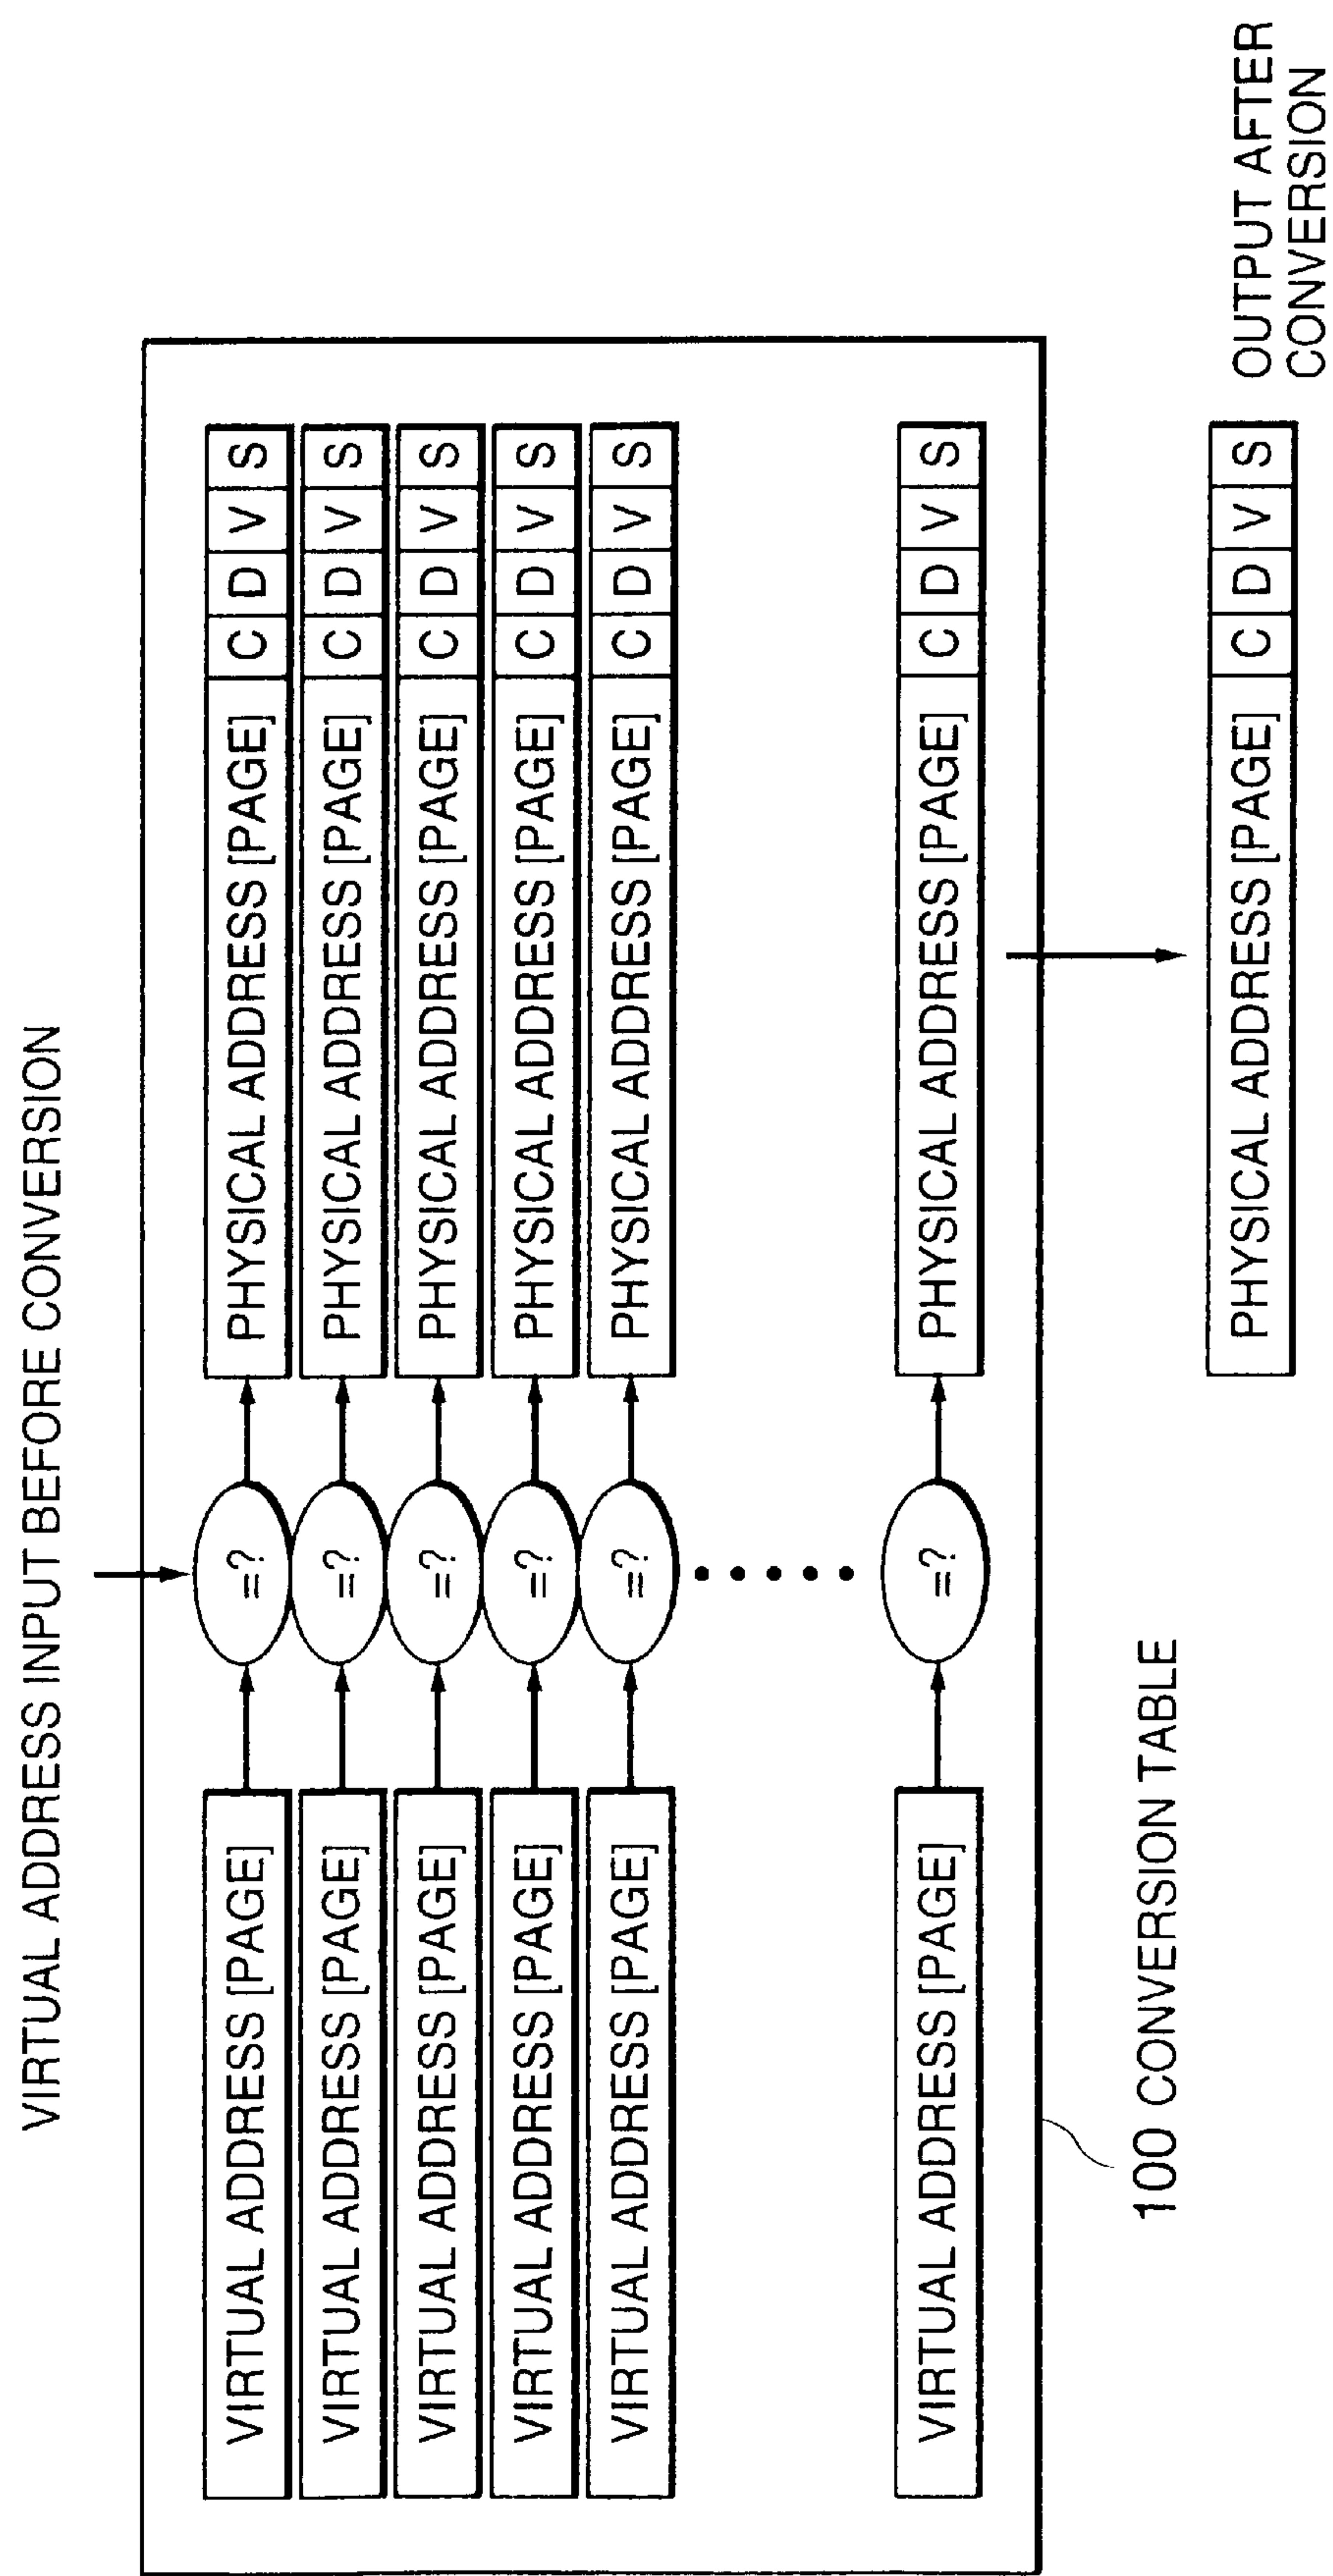 VIRTUAL ADDRESS INPUT BEFORE CONVERSION
VIRTUAL ADDRESS [PAGE] =? PHYSICAL ADDRESS [PAGE] C D V S
VIRTUAL ADDRESS [PAGE] =? PHYSICAL ADDRESS [PAGE] C D V S
VIRTUAL ADDRESS [PAGE] =? PHYSICAL ADDRESS [PAGE] C D V S
VIRTUAL ADDRESS [PAGE] =? PHYSICAL ADDRESS [PAGE] C D V S
VIRTUAL ADDRESS [PAGE] =? PHYSICAL ADDRESS [PAGE] C D V S
VIRTUAL ADDRESS [PAGE] =? PHYSICAL ADDRESS [PAGE] C D V S
100 CONVERSION TABLE
PHYSICAL ADDRESS [PAGE] C D V S
OUTPUT AFTER
CONVERSION